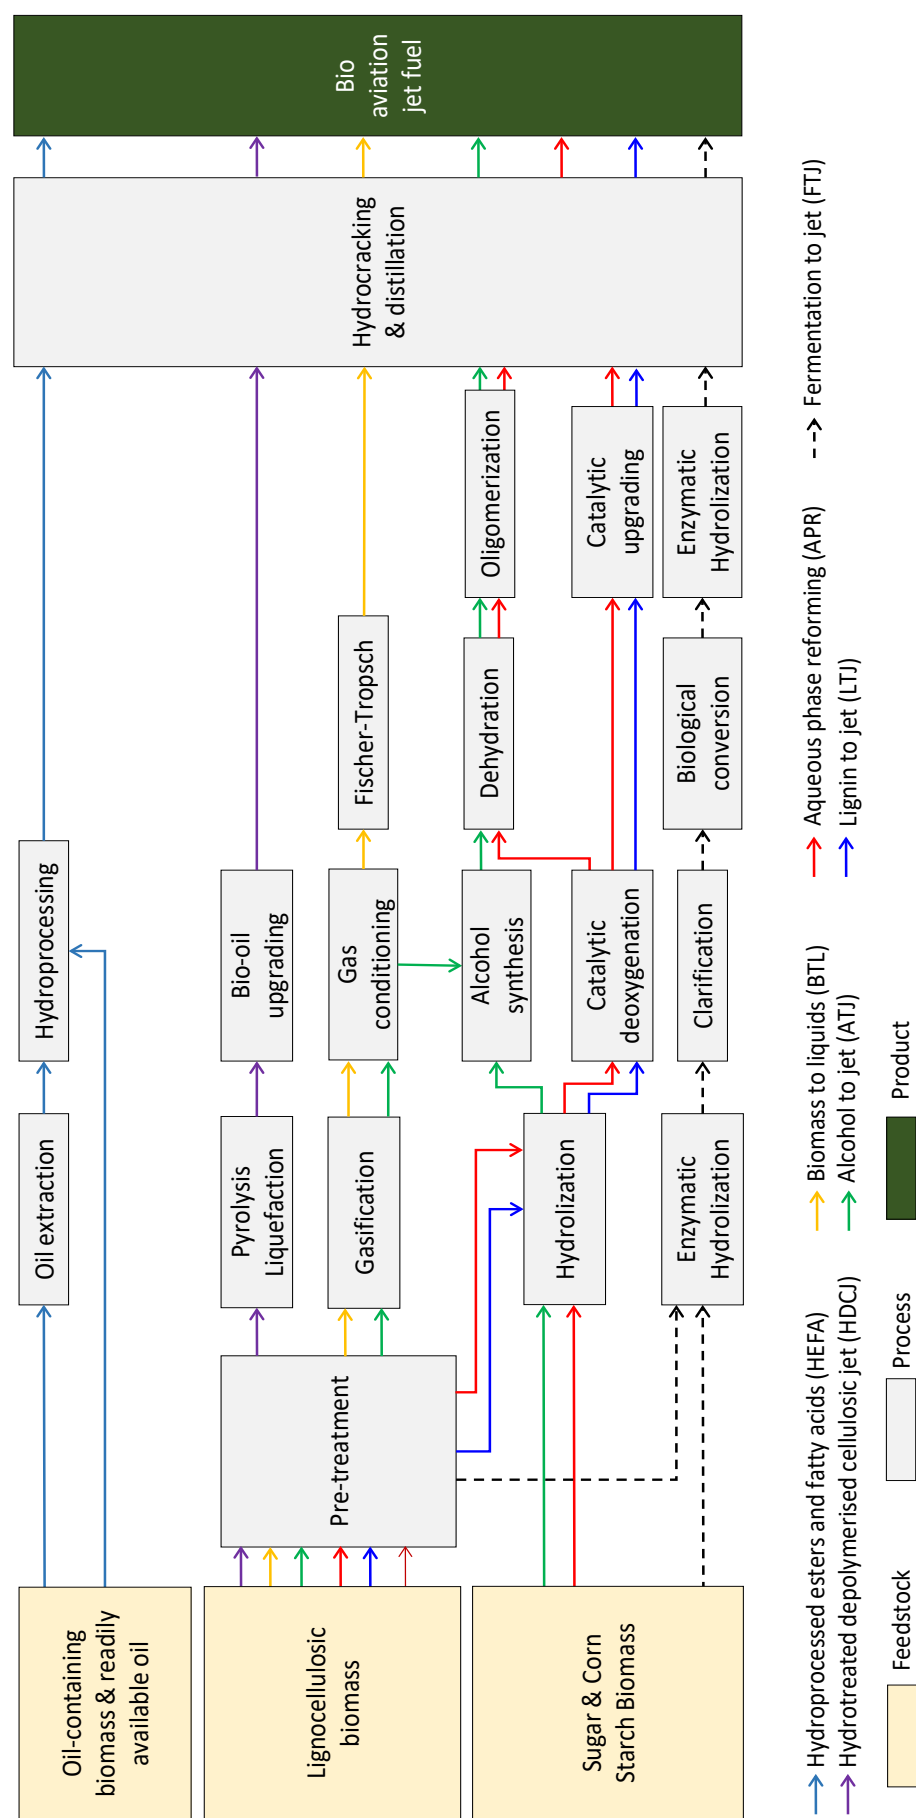 Oil-containing
biomass & readily
available oil
Oil extraction
Hydroprocessing
Lignocellulosic
biomass
Pre-treatment
Pyrolysis
Liquefaction
Bio-oil
upgrading
Gasification
Gas
conditioning
Fischer-Tropsch
Sugar & Corn
Starch Biomass
Hydrolization
Alcohol
synthesis
Dehydration
Oligomerization
Catalytic
deoxygenation
Catalytic
upgrading
Enzymatic
Hydrolization
Clarification
Biological
conversion
Enzymatic
Hydrolization
Hydrocracking
& distillation
Bio
aviation
jet fuel
Hydroprocessed esters and fatty acids (HEFA)
Hydrotreated depolymerised cellulosic jet (HDCJ)
Biomass to liquids (BTL)
Alcohol to jet (ATJ)
Aqueous phase reforming (APR)
Lignin to jet (LTJ)
Fermentation to jet (FTJ)
Feedstock
Process
Product